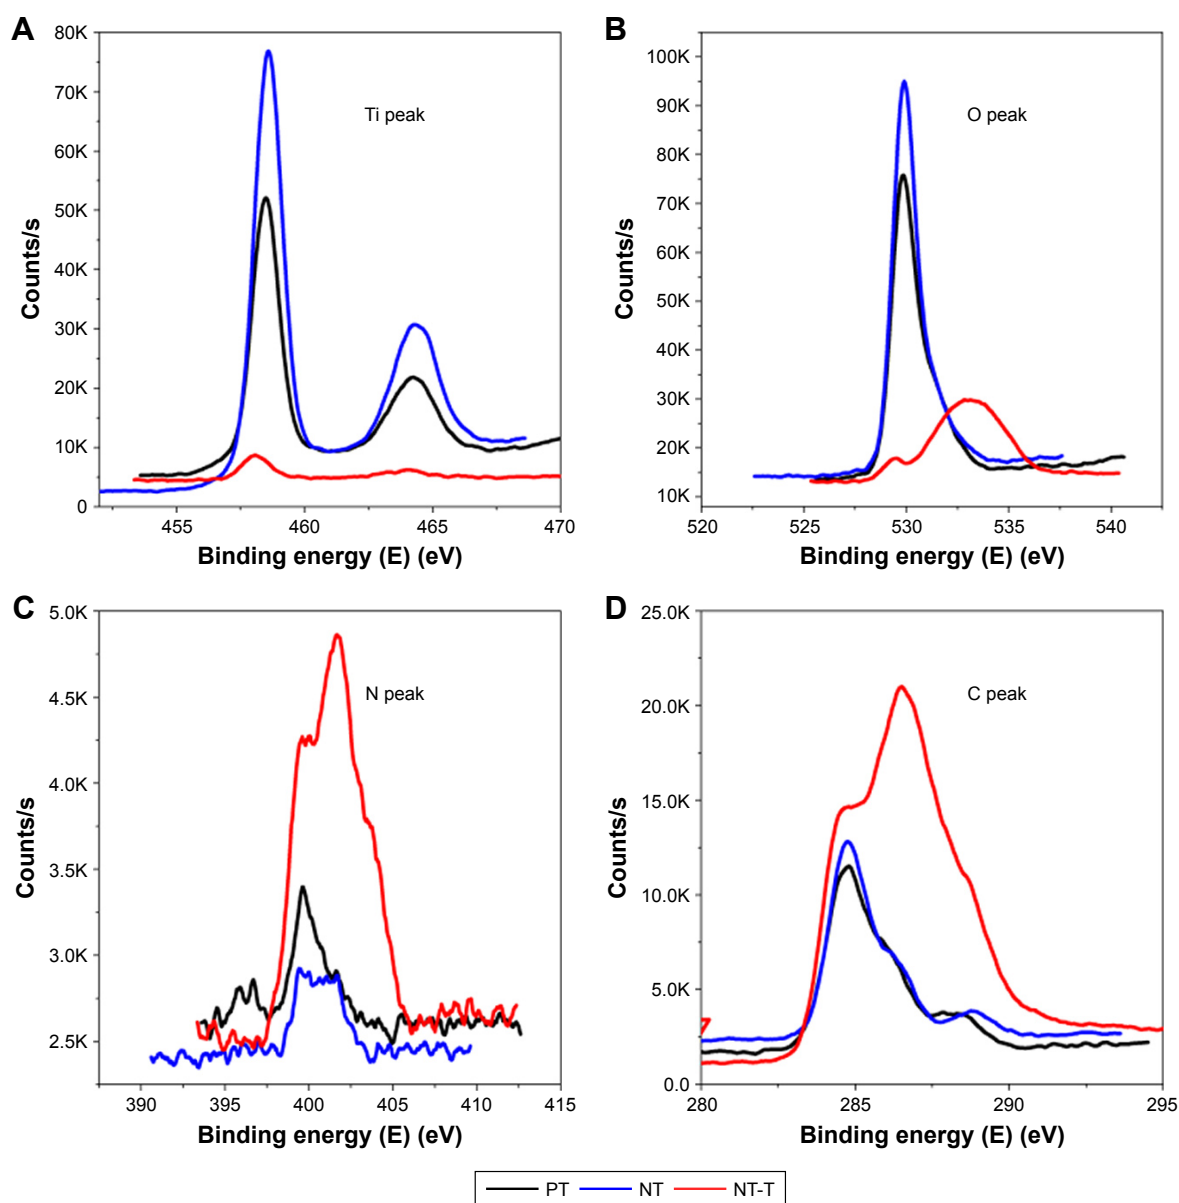 A
80K
70K
60K
50K
40K
30K
20K
10K
0
Counts/s
Ti peak
455 460 465 470
Binding energy (E) (eV)
B
100K
90K
80K
70K
60K
50K
40K
30K
20K
10K
Counts/s
O peak
520 525 530 535 540
Binding energy (E) (eV)
C
5.0K
4.5K
4.0K
3.5K
3.0K
2.5K
Counts/s
N peak
390 395 400 405 410 415
Binding energy (E) (eV)
D
25.0K
20.0K
15.0K
10.0K
5.0K
0.0
Counts/s
C peak
280 285 290 295
Binding energy (E) (eV)
PT NT NT-T